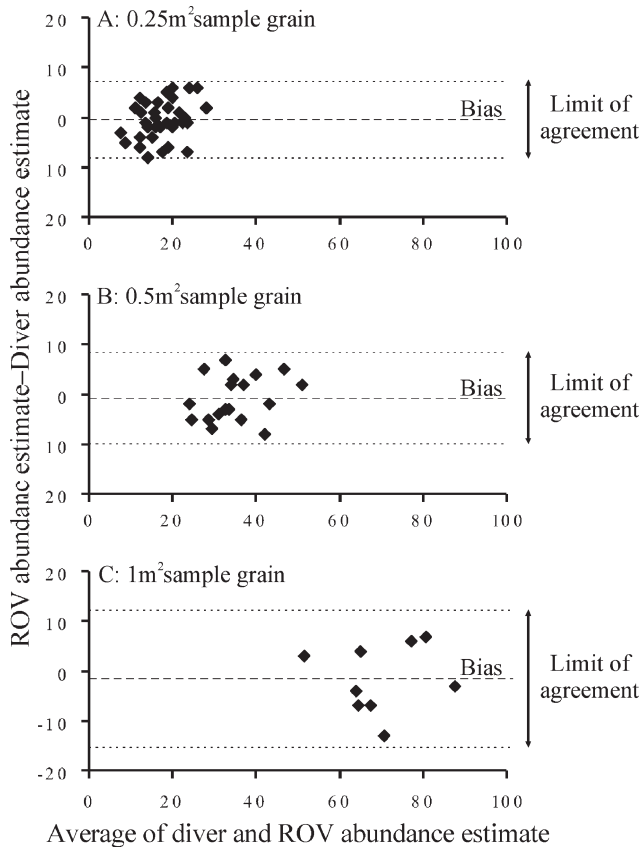 ROV abundanc estimate–Diver abundance estimate
A: 0.25m²sample grain
20
10
0
10
20
Bias
Limit of
agreement
0 20 40 60 80 100
B: 0.5m²sample grain
20
10
0
10
20
Bias
Limit of
agreement
0 20 40 60 80 100
C: 1m²sample grain
20
10
0
-10
-20
Bias
Limit of
agreement
0 20 40 60 80 100
Average of diver and ROV abundance estimate